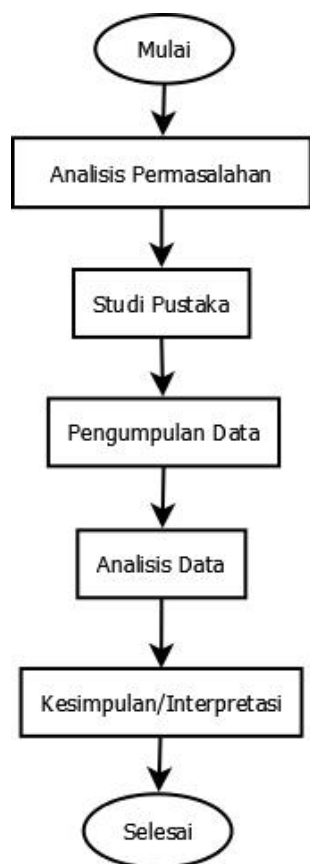 Mulai
Analisis Permasalahan
Studi Pustaka
Pengumpulan Data
Analisis Data
Kesimpulan/Interpretasi
Selesai